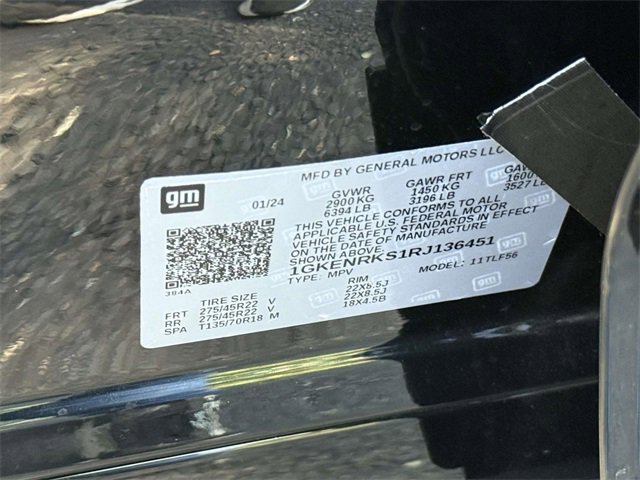 MFD BY GENERAL MOTORS LLC
gm
01/24
GVWR GAWR FRT
2900 KG 1450 KG 1600
6394 LB 3196 LB 3527 LB
THIS VEHICLE CONFORMS TO ALL
APPLICABLE U.S. FEDERAL MOTOR
VEHICLE SAFETY STANDARDS IN EFFECT
ON THE DATE OF MANUFACTURE
SHOWN ABOVE.
1GKENRKS1RJ136451
TYPE: MPV MODEL: 11TLF56
384A
TIRE SIZE RIM
FRT 275/45R22 V 22X8.5J
RR 275/45R22 V 22X8.5J
SPA T135/70R18 M 18X4.5B